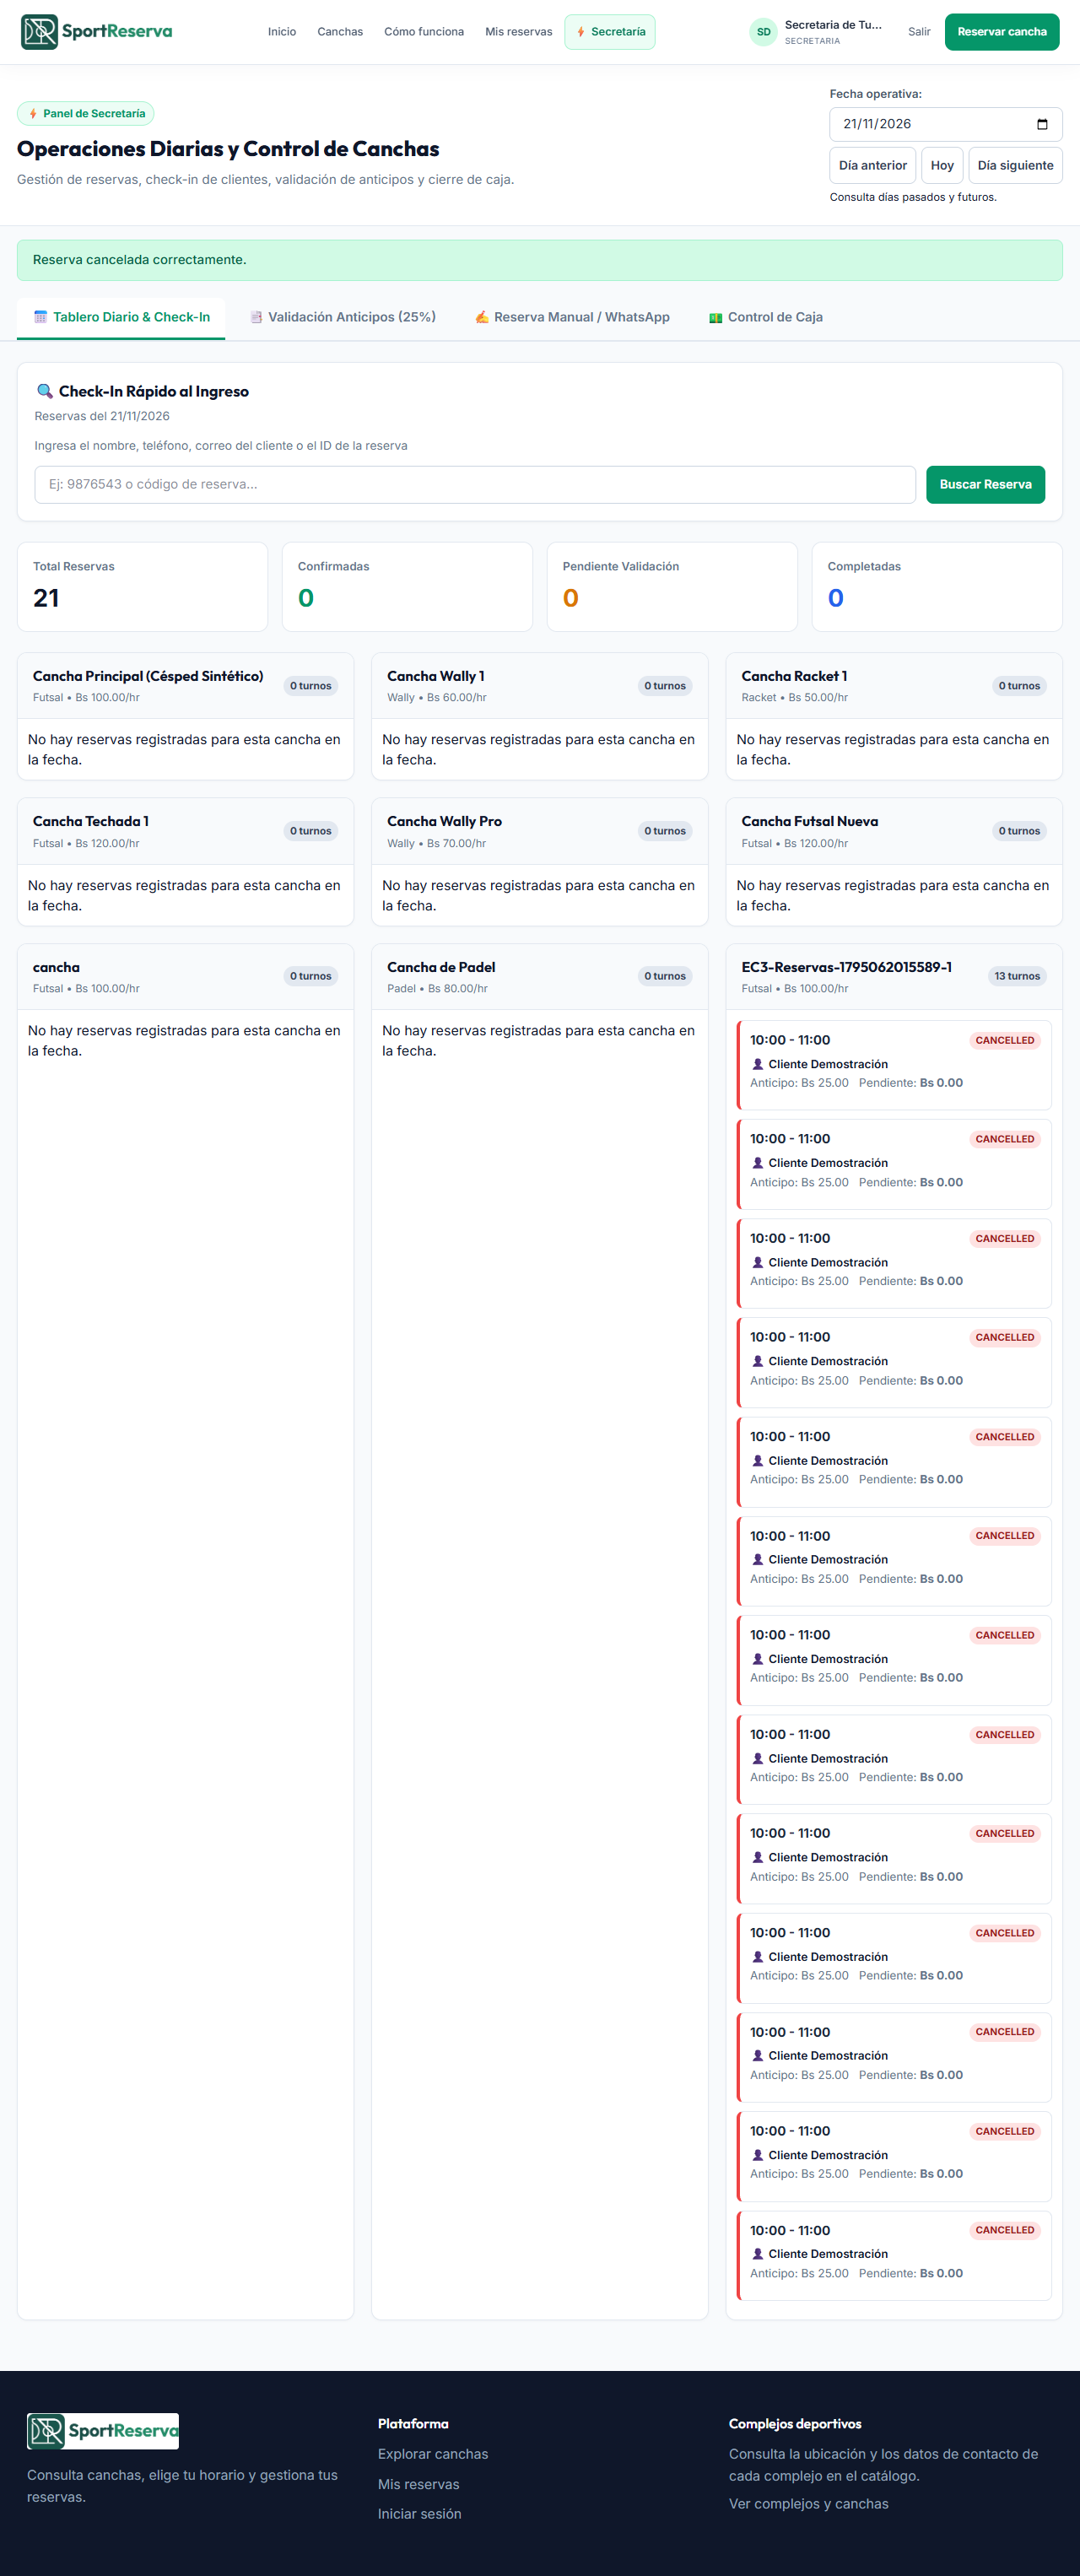 SportReserva
Inicio
Canchas
Cómo funciona
Mis reservas
Secretaría
SD
Secretaria de Tu...
SECRETARIA
Salir
Reservar cancha
Panel de Secretaría
Operaciones Diarias y Control de Canchas
Gestión de reservas, check-in de clientes, validación de anticipos y cierre de caja.
Fecha operativa:
21/11/2026
Día anterior
Hoy
Día siguiente
Consulta días pasados y futuros.
Reserva cancelada correctamente.
Tablero Diario & Check-In
Validación Anticipos (25%)
Reserva Manual / WhatsApp
Control de Caja
Check-In Rápido al Ingreso
Reservas del 21/11/2026
Ingresa el nombre, teléfono, correo del cliente o el ID de la reserva
Ej: 9876543 o código de reserva...
Buscar Reserva
Total Reservas
21
Confirmadas
0
Pendiente Validación
0
Completadas
0
Cancha Principal (Césped Sintético)
Futsal • Bs 100.00/hr
0 turnos
No hay reservas registradas para esta cancha en
la fecha.
Cancha Wally 1
Wally • Bs 60.00/hr
0 turnos
No hay reservas registradas para esta cancha en
la fecha.
Cancha Racket 1
Racket • Bs 50.00/hr
0 turnos
No hay reservas registradas para esta cancha en
la fecha.
Cancha Techada 1
Futsal • Bs 120.00/hr
0 turnos
No hay reservas registradas para esta cancha en
la fecha.
Cancha Wally Pro
Wally • Bs 70.00/hr
0 turnos
No hay reservas registradas para esta cancha en
la fecha.
Cancha Futsal Nueva
Futsal • Bs 120.00/hr
0 turnos
No hay reservas registradas para esta cancha en
la fecha.
cancha
Futsal • Bs 100.00/hr
0 turnos
No hay reservas registradas para esta cancha en
la fecha.
Cancha de Padel
Padel • Bs 80.00/hr
0 turnos
No hay reservas registradas para esta cancha en
la fecha.
EC3-Reservas-1795062015589-1
Futsal • Bs 100.00/hr
13 turnos
10:00 - 11:00 CANCELLED
Cliente Demostración
Anticipo: Bs 25.00 Pendiente: Bs 0.00
10:00 - 11:00 CANCELLED
Cliente Demostración
Anticipo: Bs 25.00 Pendiente: Bs 0.00
10:00 - 11:00 CANCELLED
Cliente Demostración
Anticipo: Bs 25.00 Pendiente: Bs 0.00
10:00 - 11:00 CANCELLED
Cliente Demostración
Anticipo: Bs 25.00 Pendiente: Bs 0.00
10:00 - 11:00 CANCELLED
Cliente Demostración
Anticipo: Bs 25.00 Pendiente: Bs 0.00
10:00 - 11:00 CANCELLED
Cliente Demostración
Anticipo: Bs 25.00 Pendiente: Bs 0.00
10:00 - 11:00 CANCELLED
Cliente Demostración
Anticipo: Bs 25.00 Pendiente: Bs 0.00
10:00 - 11:00 CANCELLED
Cliente Demostración
Anticipo: Bs 25.00 Pendiente: Bs 0.00
10:00 - 11:00 CANCELLED
Cliente Demostración
Anticipo: Bs 25.00 Pendiente: Bs 0.00
10:00 - 11:00 CANCELLED
Cliente Demostración
Anticipo: Bs 25.00 Pendiente: Bs 0.00
10:00 - 11:00 CANCELLED
Cliente Demostración
Anticipo: Bs 25.00 Pendiente: Bs 0.00
10:00 - 11:00 CANCELLED
Cliente Demostración
Anticipo: Bs 25.00 Pendiente: Bs 0.00
10:00 - 11:00 CANCELLED
Cliente Demostración
Anticipo: Bs 25.00 Pendiente: Bs 0.00
SportReserva
Consulta canchas, elige tu horario y gestiona tus
reservas.
Plataforma
Explorar canchas
Mis reservas
Iniciar sesión
Complejos deportivos
Consulta la ubicación y los datos de contacto de
cada complejo en el catálogo.
Ver complejos y canchas